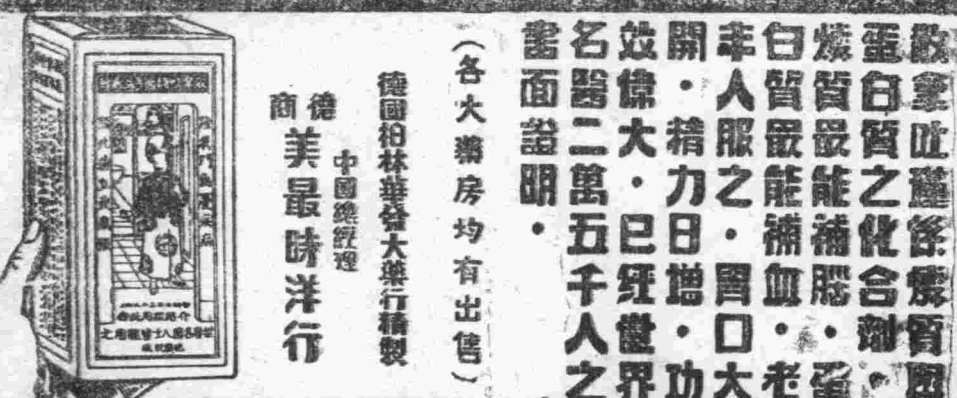 散拿吐瑾係燐質與
蛋白質之化合劑・
燐質最能補腦・蛋
白質最能補血・老
年人服之・胃口大
開・精力日增・功
效偉大・已經世界
名醫二萬五千人之
書面證明・
（各大藥房均有出售）
德國柏林華發大藥行精製
中國總經理
德商
美最時洋行